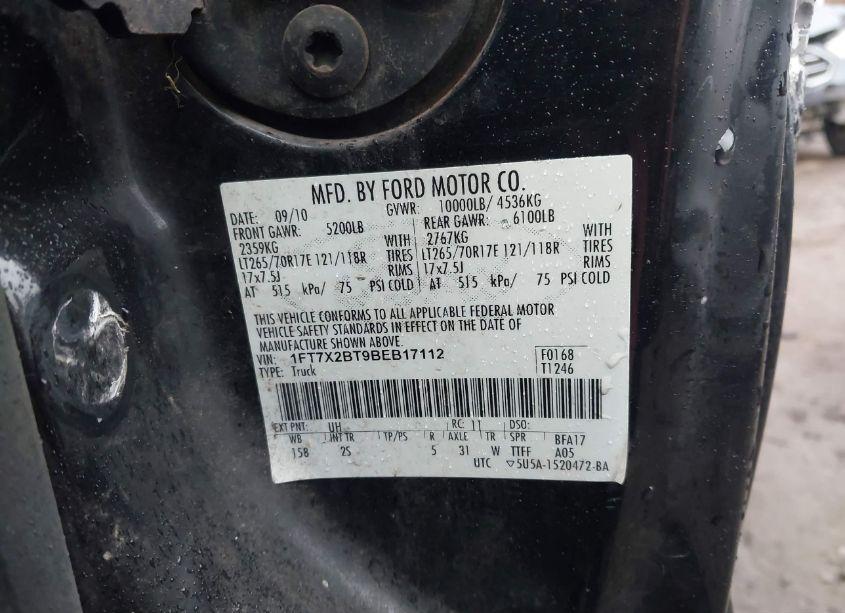 MFD. BY FORD MOTOR CO.
DATE: 09/10 GVWR: 10000LB/ 4536KG
FRONT GAWR: 5200LB REAR GAWR: 6100LB
2359KG WITH 2767KG WITH
LT265/70R17E 121/118R TIRES LT265/70R17E 121/118R TIRES
17x7.5J RIMS 17x7.5J RIMS
AT 515 kPa/ 75 PSI COLD AT 515 kPa/ 75 PSI COLD
THIS VEHICLE CONFORMS TO ALL APPLICABLE FEDERAL MOTOR
VEHICLE SAFETY STANDARDS IN EFFECT ON THE DATE OF
MANUFACTURE SHOWN ABOVE.
VIN: 1FT7X2BT9BEB17112 F0168
TYPE: Truck T1246
EXT PNT: UH RC: 11 DSO:
WB INT TR TP/PS R AXLE TR SPR BFA17
158 2S 5 31 W TTFF A05
UTC ▽5U5A-1520472-BA